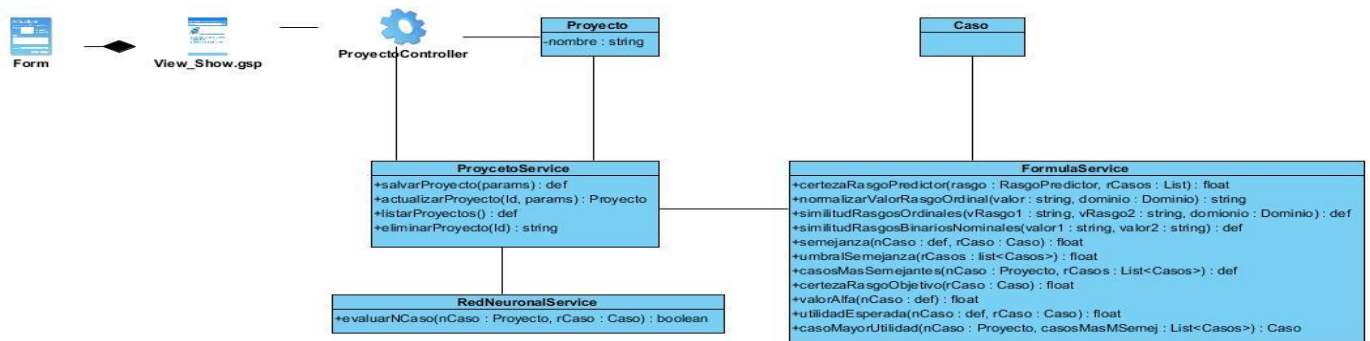 Form
View_Show.gsp
ProyectoController
Proyecto
-nombre : string
Caso
ProycetoService
+salvarProyecto(params) : def
+actualizarProyecto(Id, params) : Proyecto
+listarProyectos() : def
+eliminarProyecto(Id) : string
FormulaService
+certezaRasgoPredictor(rasgo : RasgoPredictor, rCasos : List) : float
+normalizarValorRasgoOrdinal(valor : string, dominio : Dominio) : string
+similitudRasgosOrdinales(vRasgo1 : string, vRasgo2 : string, domionio : Dominio) : def
+similitudRasgosBinariosNominales(valor1 : string, valor2 : string) : def
+semejanza(nCaso : def, rCaso : Caso) : float
+umbralSemejanza(rCasos : list<Casos>) : float
+casosMasSemejantes(nCaso : Proyecto, rCasos : List<Casos>) : def
+certezaRasgoObjetivo(rCaso : Caso) : float
+valorAlfa(nCaso : def) : float
+utilidadEsperada(nCaso : def, rCaso : Caso) : float
+casoMayorUtilidad(nCaso : Proyecto, casosMasMSemej : List<Casos>) : Caso
RedNeuronalService
+evaluarNCaso(nCaso : Proyecto, rCaso : Caso) : boolean